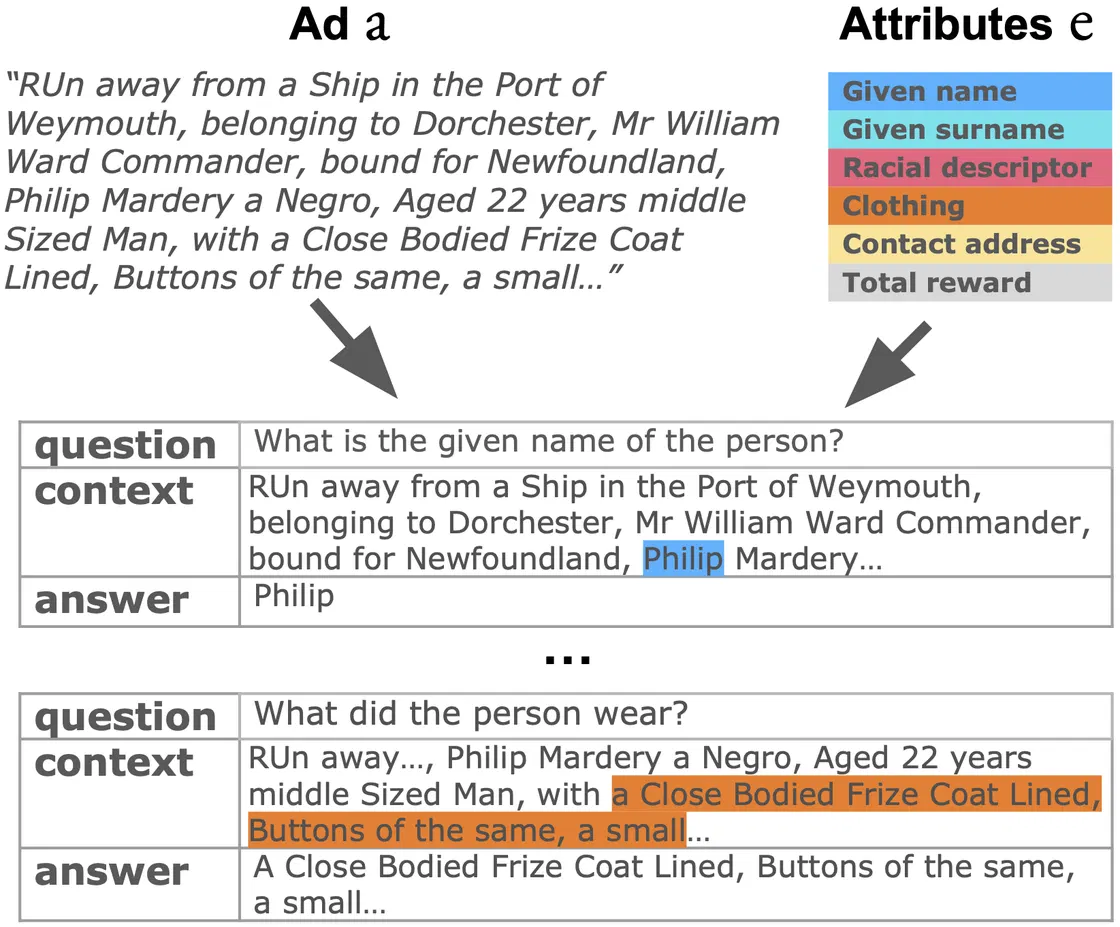 Ad a
“RUn away from a Ship in the Port of
Weymouth, belonging to Dorchester, Mr William
Ward Commander, bound for Newfoundland,
Philip Mardery a Negro, Aged 22 years middle
Sized Man, with a Close Bodied Frize Coat
Lined, Buttons of the same, a small…”
Attributes e
Given name
Given surname
Racial descriptor
Clothing
Contact address
Total reward
question
What is the given name of the person?
context
RUn away from a Ship in the Port of Weymouth,
belonging to Dorchester, Mr William Ward Commander,
bound for Newfoundland, Philip Mardery…
answer
Philip
...
question
What did the person wear?
context
RUn away…, Philip Mardery a Negro, Aged 22 years
middle Sized Man, with a Close Bodied Frize Coat Lined,
Buttons of the same, a small…
answer
A Close Bodied Frize Coat Lined, Buttons of the same,
a small…